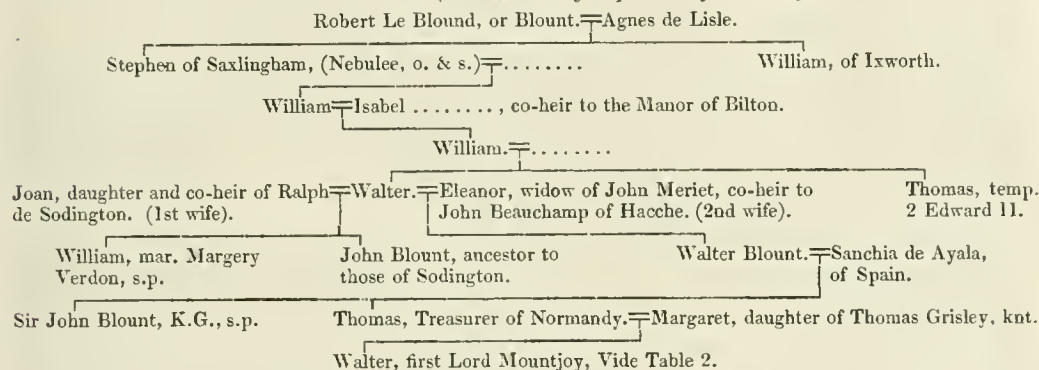 Robert Le Blound, or Blount.=Agnes de Lisle.
Stephen of Saxlingham, (Nebulee, o. & s.)=........ William, of Ixworth.
William=Isabel ........, co-heir to the Manor of Bilton.
William.=........
Joan, daughter and co-heir of Ralph=Walter.=Eleanor, widow of John Meriet, co-heir to Thomas, temp.
de Sodington. (1st wife). John Beauchamp of Hacche. (2nd wife). 2 Edward 11.
William, mar. Margery John Blount, ancestor to Walter Blount.=Sanchia de Ayala,
Verdon, s.p. those of Sodington. of Spain.
Sir John Blount, K.G., s.p. Thomas, Treasurer of Normandy.=Margaret, daughter of Thomas Grisley, knt.
Walter, first Lord Mountjoy, Vide Table 2.